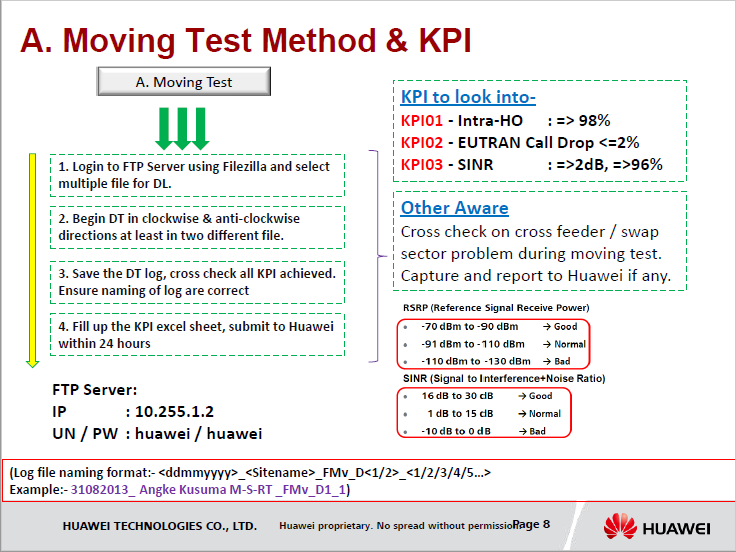 A. Moving Test Method & KPI
A. Moving Test
1. Login to FTP Server using Filezilla and select
multiple file for DL.
2. Begin DT in clockwise & anti-clockwise
directions at least in two different file.
3. Save the DT log, cross check all KPI achieved.
Ensure naming of log are correct
4. Fill up the KPI excel sheet, submit to Huawei
within 24 hours
FTP Server:
IP : 10.255.1.2
UN / PW : huawei / huawei
KPI to look into-
KPI01 - Intra-HO : => 98%
KPI02 - EUTRAN Call Drop <=2%
KPI03 - SINR : =>2dB, =>96%
Other Aware
Cross check on cross feeder / swap
sector problem during moving test.
Capture and report to Huawei if any.
RSRP (Reference Signal Receive Power)
• -70 dBm to -90 dBm → Good
• -91 dBm to -110 dBm → Normal
• -110 dBm to -130 dBm → Bad
SINR (Signal to Interference+Noise Ratio)
• 16 dB to 30 dB → Good
• 1 dB to 15 dB → Normal
• -10 dB to 0 dB → Bad
(Log file naming format:- <ddmmyyyy>_<Sitename>_FMv_D<1/2>_<1/2/3/4/5...>
Example:- 31082013_ Angke Kusuma M-S-RT _FMv_D1_1)
HUAWEI TECHNOLOGIES CO., LTD.
Huawei proprietary. No spread without permission.
Page 8
HUAWEI